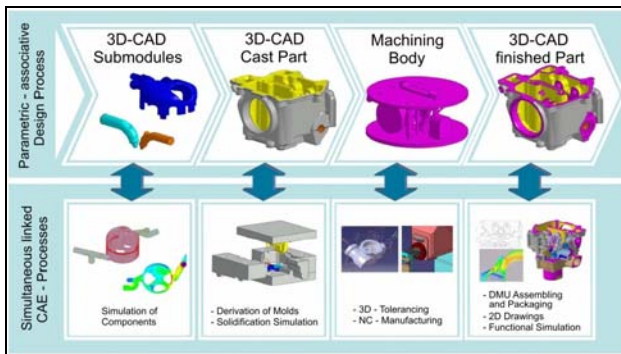 Parametric - associative
Design Process
3D-CAD
Submodules
3D-CAD
Cast Part
Machining
Body
3D-CAD
finished Part
Simultaneous linked
CAE - Processes
Simulation of
Components
- Derivation of Molds
- Solidification Simulation
- 3D - Tolerancing
- NC - Manufacturing
- DMU Assembling
and Packaging
- 2D Drawings
- Functional Simulation